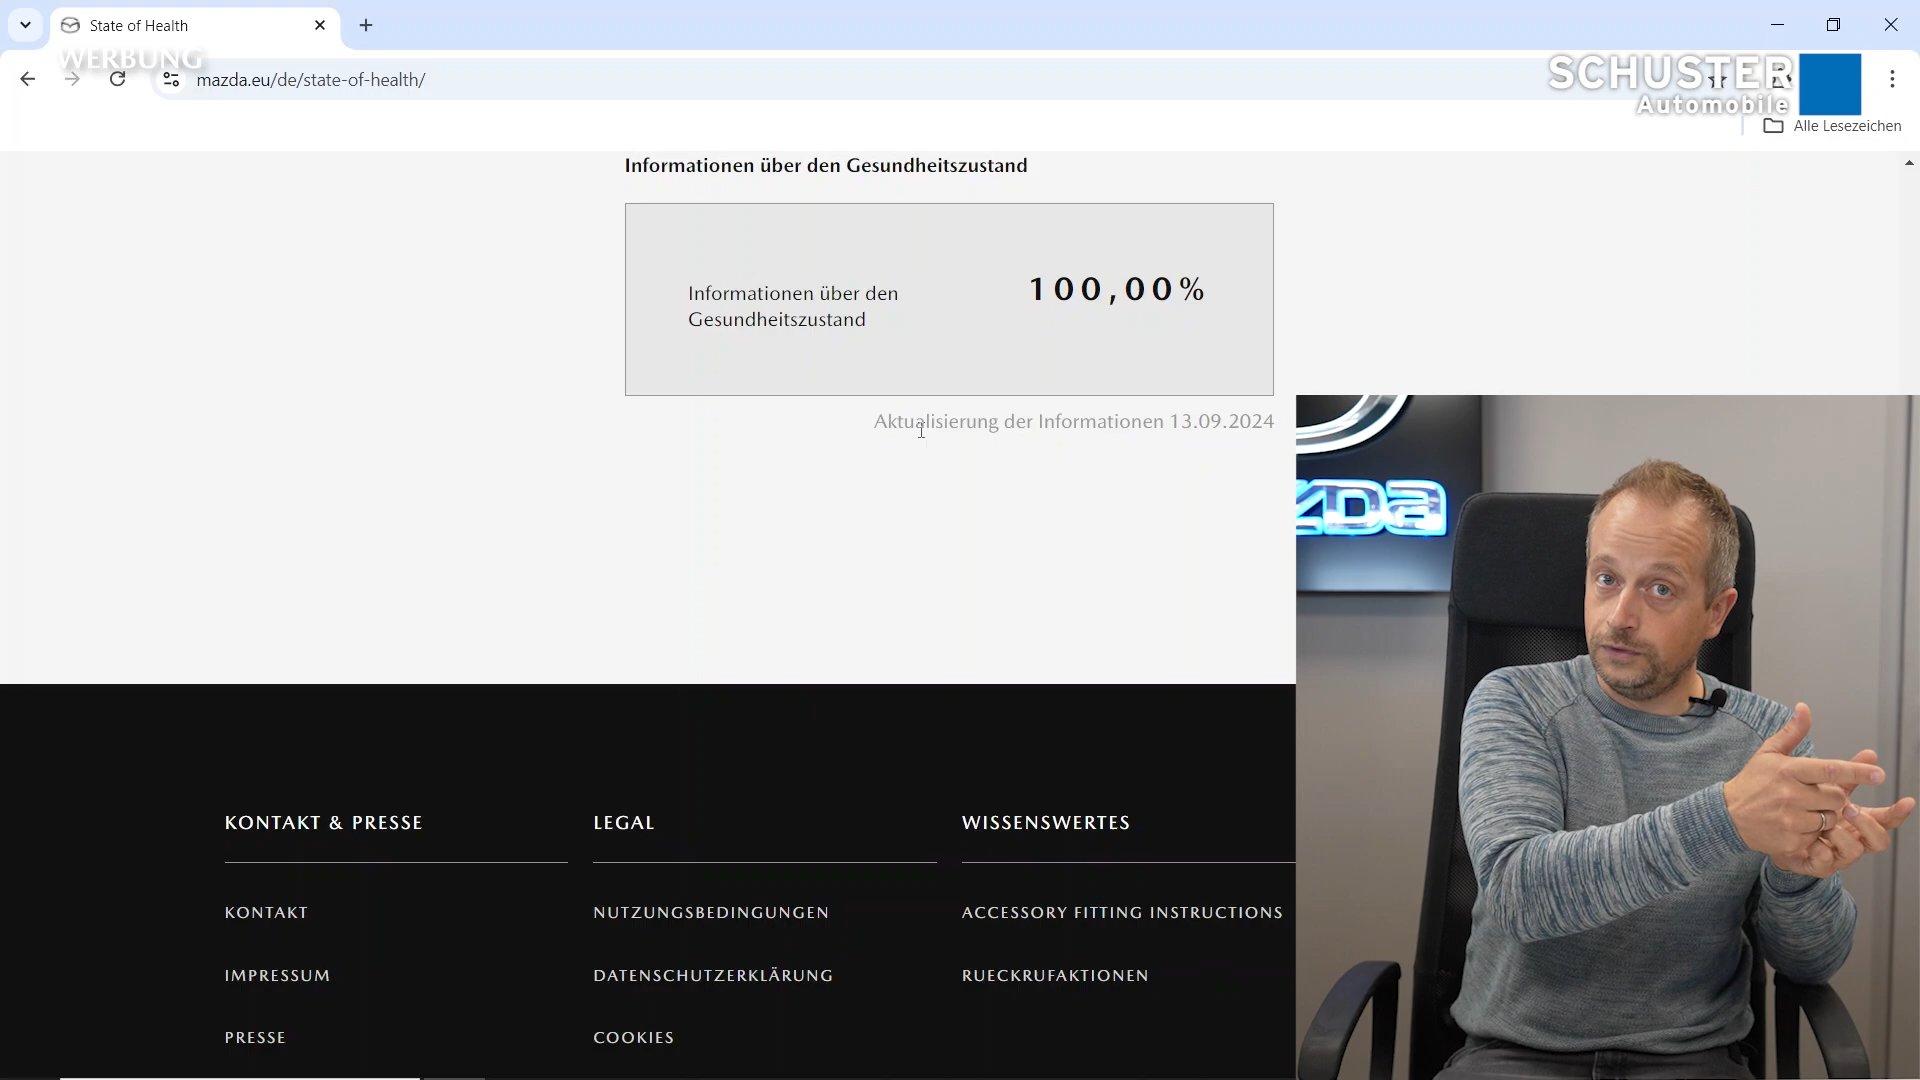 State of Health
WERBUNG
mazda.eu/de/state-of-health/
SCHUSTER
Automobile
Alle Lesezeichen
Informationen über den Gesundheitszustand
Informationen über den
Gesundheitszustand
100,00%
Aktualisierung der Informationen 13.09.2024
KONTAKT & PRESSE
LEGAL
WISSENSWERTES
KONTAKT
NUTZUNGSBEDINGUNGEN
ACCESSORY FITTING INSTRUCTIONS
IMPRESSUM
DATENSCHUTZERKLÄRUNG
RUECKRUFAKTIONEN
PRESSE
COOKIES
zda